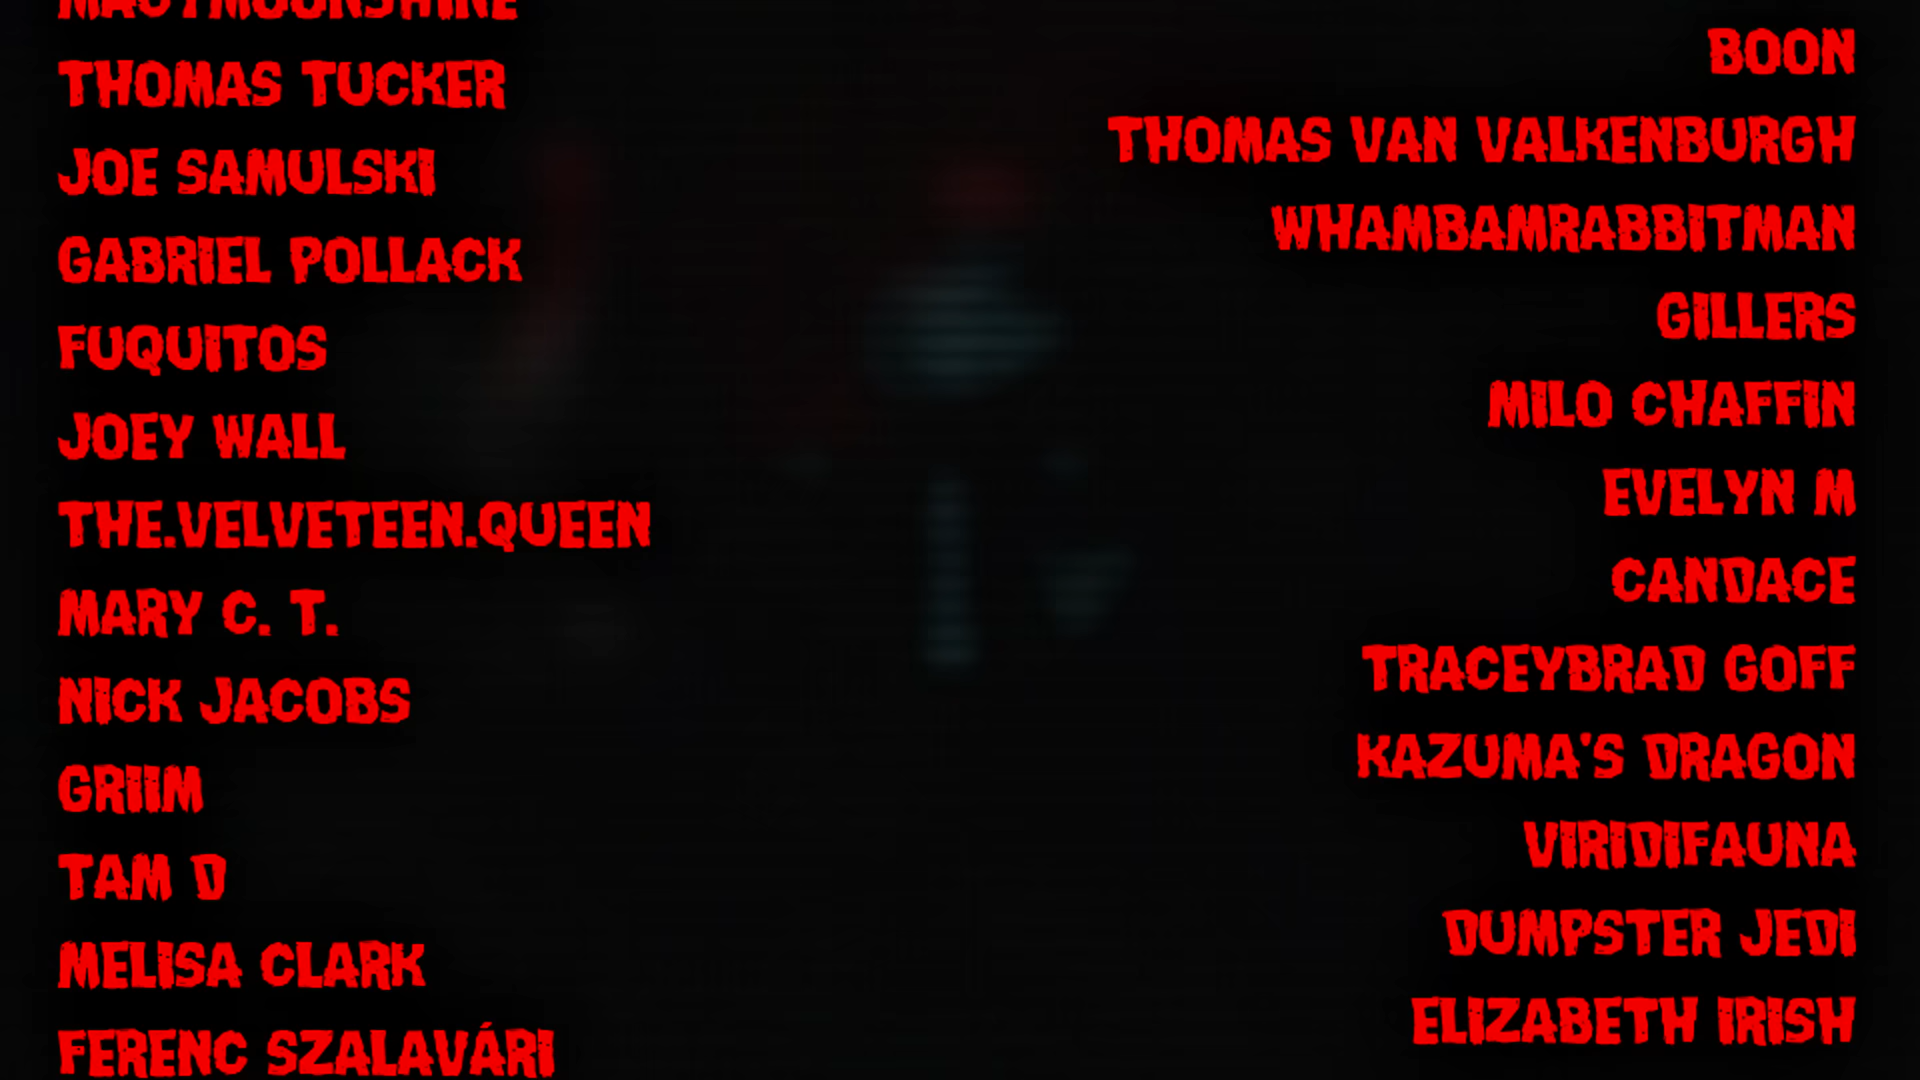 THOMAS TUCKER
JOE SAMULSKI
GABRIEL POLLACK
FUQUITOS
JOEY WALL
THE.VELVETEEN.QUEEN
MARY C. T.
NICK JACOBS
GRIIM
TAM D
MELISA CLARK
FERENC SZALAVÁRI
BOON
THOMAS VAN VALKENBURGH
WHAMBAMRABBITMAN
GILLERS
MILO CHAFFIN
EVELYN M
CANDACE
TRACEYBRAD GOFF
KAZUMA'S DRAGON
VIRIDIFAUNA
DUMPSTER JEDI
ELIZABETH IRISH